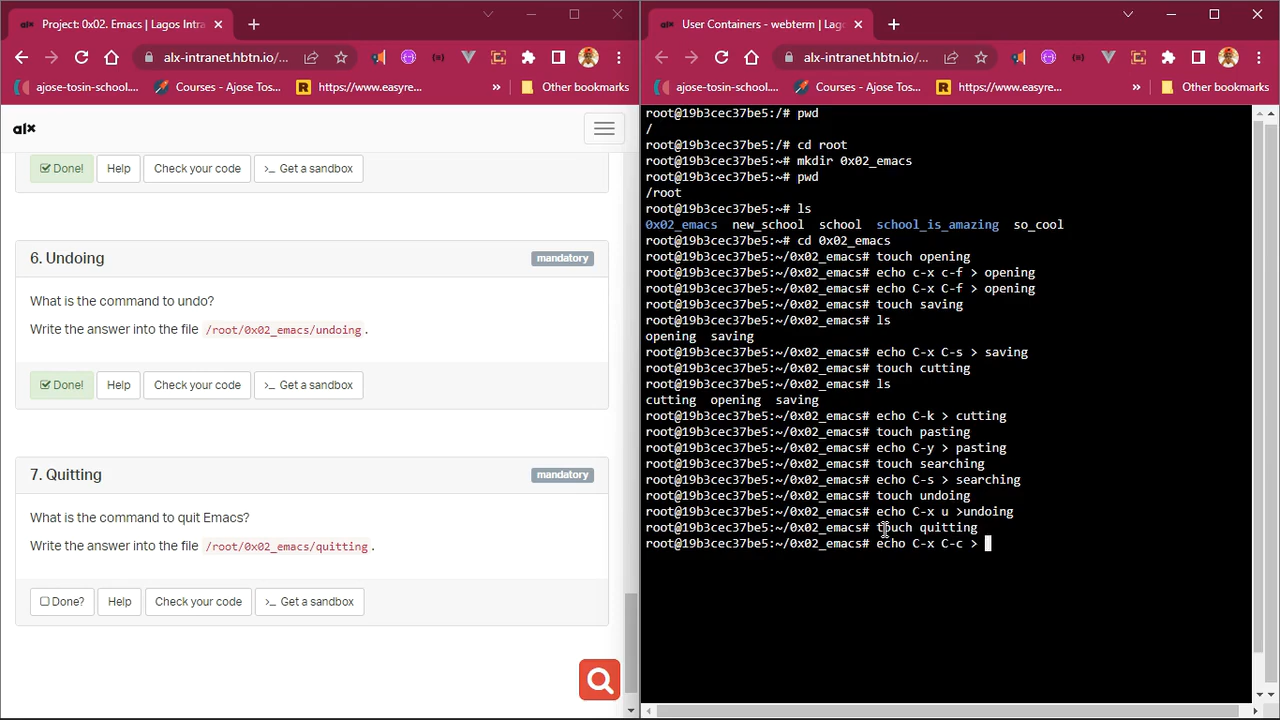 alx Project: 0x02. Emacs | Lagos Intra
alx-intranet.hbtn.io/...
ajose-tosin-school....
Courses - Ajose Tos...
R https://www.easyre...
»
Other bookmarks
alx
Done!
Help
Check your code
>_ Get a sandbox
6. Undoing
mandatory
What is the command to undo?
Write the answer into the file /root/0x02_emacs/undoing.
Done!
Help
Check your code
>_ Get a sandbox
7. Quitting
mandatory
What is the command to quit Emacs?
Write the answer into the file /root/0x02_emacs/quitting.
Done?
Help
Check your code
>_ Get a sandbox
alx User Containers - webterm | Lag
alx-intranet.hbtn.io/...
ajose-tosin-school....
Courses - Ajose Tos...
R https://www.easyre...
»
Other bookmarks
root@19b3cec37be5:/# pwd
/
root@19b3cec37be5:/# cd root
root@19b3cec37be5:~# mkdir 0x02_emacs
root@19b3cec37be5:~# pwd
/root
root@19b3cec37be5:~# ls
0x02_emacs  new_school  school  school_is_amazing  so_cool
root@19b3cec37be5:~# cd 0x02_emacs
root@19b3cec37be5:~/0x02_emacs# touch opening
root@19b3cec37be5:~/0x02_emacs# echo c-x c-f > opening
root@19b3cec37be5:~/0x02_emacs# echo C-x C-f > opening
root@19b3cec37be5:~/0x02_emacs# touch saving
root@19b3cec37be5:~/0x02_emacs# ls
opening  saving
root@19b3cec37be5:~/0x02_emacs# echo C-x C-s > saving
root@19b3cec37be5:~/0x02_emacs# touch cutting
root@19b3cec37be5:~/0x02_emacs# ls
cutting  opening  saving
root@19b3cec37be5:~/0x02_emacs# echo C-k > cutting
root@19b3cec37be5:~/0x02_emacs# touch pasting
root@19b3cec37be5:~/0x02_emacs# echo C-y > pasting
root@19b3cec37be5:~/0x02_emacs# touch searching
root@19b3cec37be5:~/0x02_emacs# echo C-s > searching
root@19b3cec37be5:~/0x02_emacs# touch undoing
root@19b3cec37be5:~/0x02_emacs# echo C-x u >undoing
root@19b3cec37be5:~/0x02_emacs# touch quitting
root@19b3cec37be5:~/0x02_emacs# echo C-x C-c >